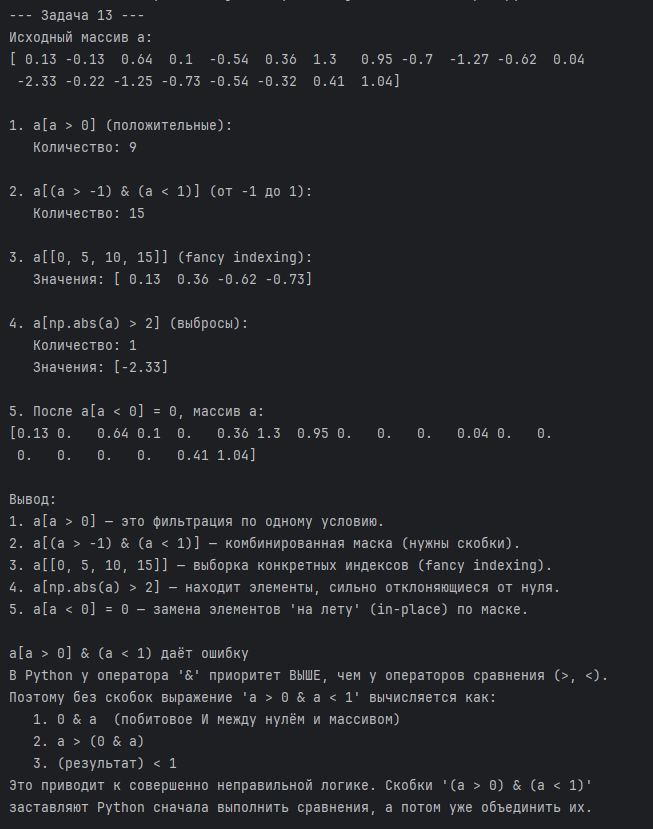 --- Задача 13 ---
Исходный массив a:
[ 0.13 -0.13  0.64  0.1  -0.54  0.36  1.3   0.95 -0.7  -1.27 -0.62  0.04
 -2.33 -0.22 -1.25 -0.73 -0.54 -0.32  0.41  1.04]
1. a[a > 0] (положительные):
   Количество: 9
2. a[(a > -1) & (a < 1)] (от -1 до 1):
   Количество: 15
3. a[[0, 5, 10, 15]] (fancy indexing):
   Значения: [ 0.13  0.36 -0.62 -0.73]
4. a[np.abs(a) > 2] (выбросы):
   Количество: 1
   Значения: [-2.33]
5. После a[a < 0] = 0, массив a:
[0.13 0.   0.64 0.1  0.   0.36 1.3  0.95 0.   0.   0.   0.04 0.   0.
 0.   0.   0.   0.   0.41 1.04]
Вывод:
1. a[a > 0] — это фильтрация по одному условию.
2. a[(a > -1) & (a < 1)] — комбинированная маска (нужны скобки).
3. a[[0, 5, 10, 15]] — выборка конкретных индексов (fancy indexing).
4. a[np.abs(a) > 2] — находит элементы, сильно отклоняющиеся от нуля.
5. a[a < 0] = 0 — замена элементов 'на лету' (in-place) по маске.
a[a > 0] & (a < 1) даёт ошибку
В Python у оператора '&' приоритет ВЫШЕ, чем у операторов сравнения (>, <).
Поэтому без скобок выражение 'a > 0 & a < 1' вычисляется как:
   1. 0 & a  (побитовое И между нулём и массивом)
   2. a > (0 & a)
   3. (результат) < 1
Это приводит к совершенно неправильной логике. Скобки '(a > 0) & (a < 1)'
заставляют Python сначала выполнить сравнения, а потом уже объединить их.